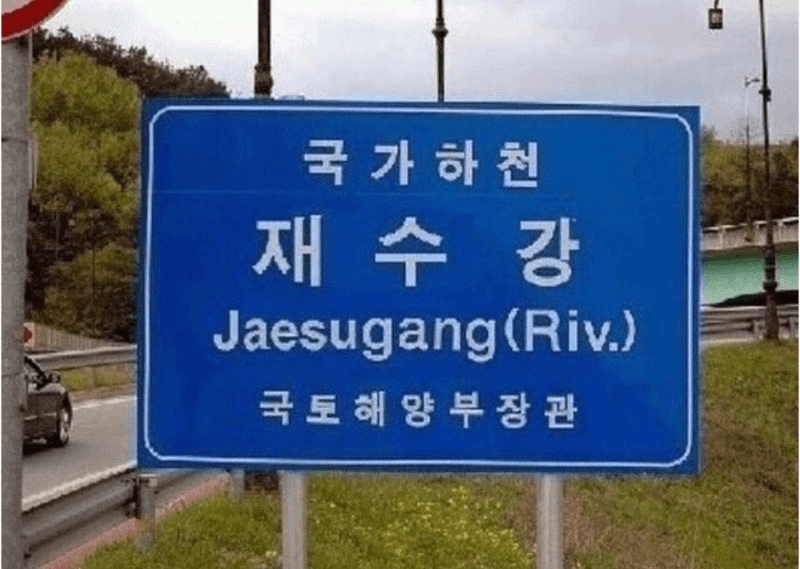 국가하천
재수강
Jaesugang(Riv.)
국토해양부장관